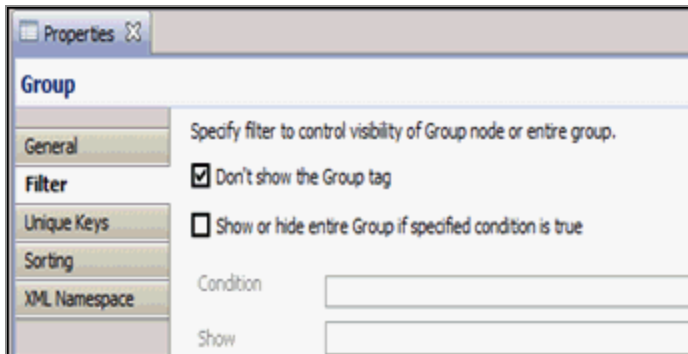 Properties
Group
General
Filter
Unique Keys
Sorting
XML Namespace
Specify filter to control visibility of Group node or entire group.
Don't show the Group tag
Show or hide entire Group if specified condition is true
Condition
Show